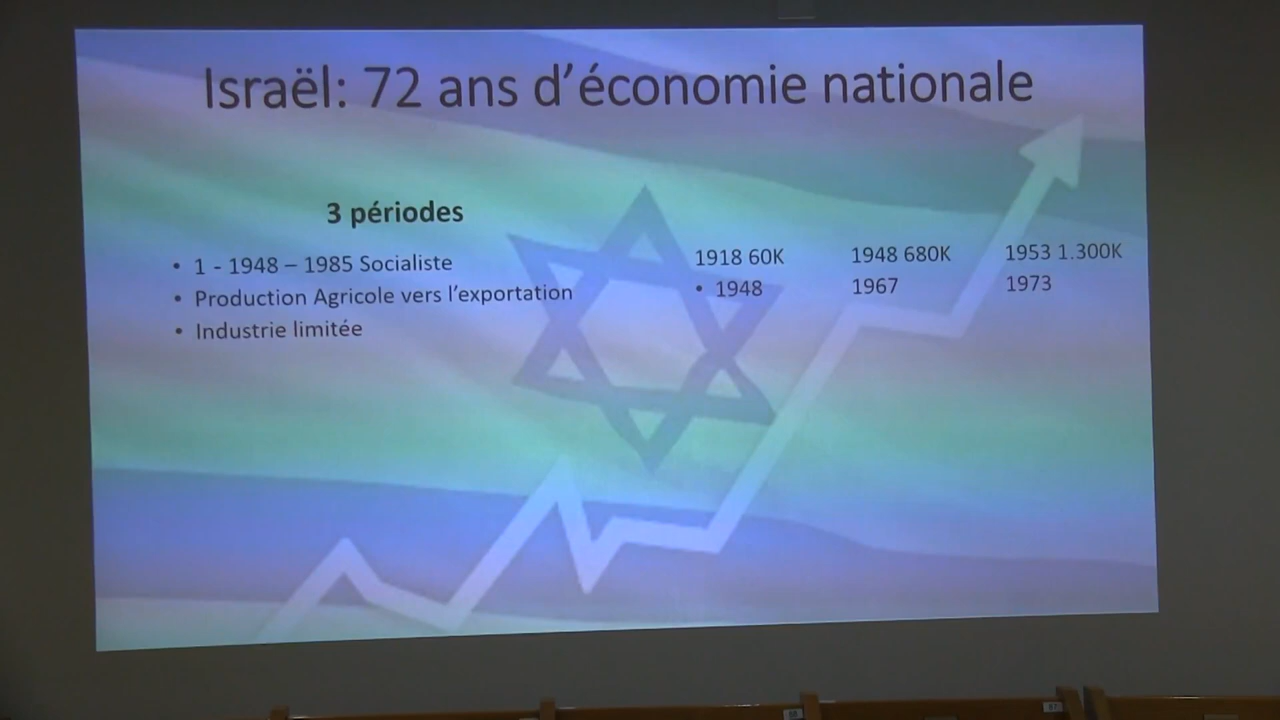 Israël: 72 ans d'économie nationale
3 périodes
• 1 - 1948 – 1985 Socialiste
• Production Agricole vers l'exportation
• Industrie limitée
1918 60K 1948 680K 1953 1.300K
• 1948 1967 1973